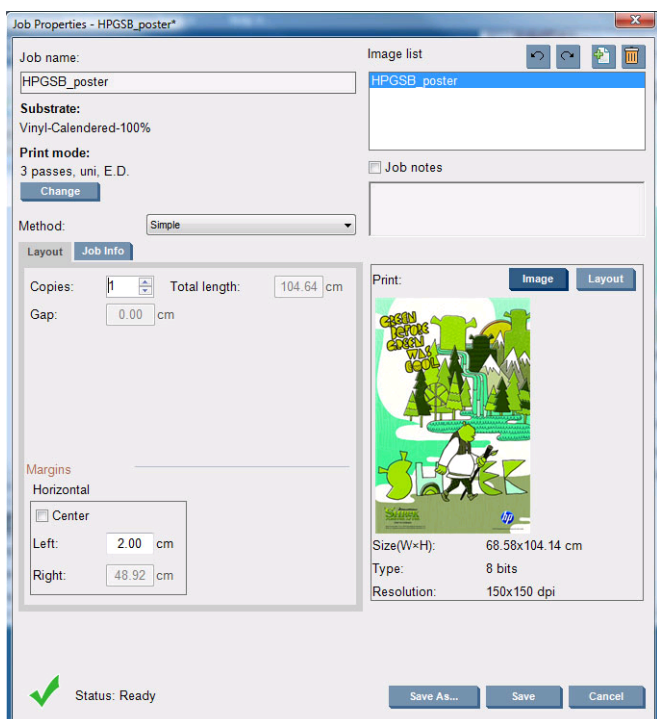 Job Properties - HPGSB_poster*
Job name:
HPGSB_poster
Substrate:
Vinyl-Calendered-100%
Print mode:
3 passes, uni, E.D.
Change
Method:
Simple
Image list
HPGSB_poster
Job notes
Layout
Job Info
Copies:
1
Total length:
104.64 cm
Gap:
0.00 cm
Margins
Horizontal
Center
Left:
2.00 cm
Right:
48.92 cm
Print:
Image
Layout
GREEN
BEFORE
GREEN
WAS
COOL
SHREK
SHREK
hp
Size(W×H):
68.58x104.14 cm
Type:
8 bits
Resolution:
150x150 dpi
Status: Ready
Save As...
Save
Cancel